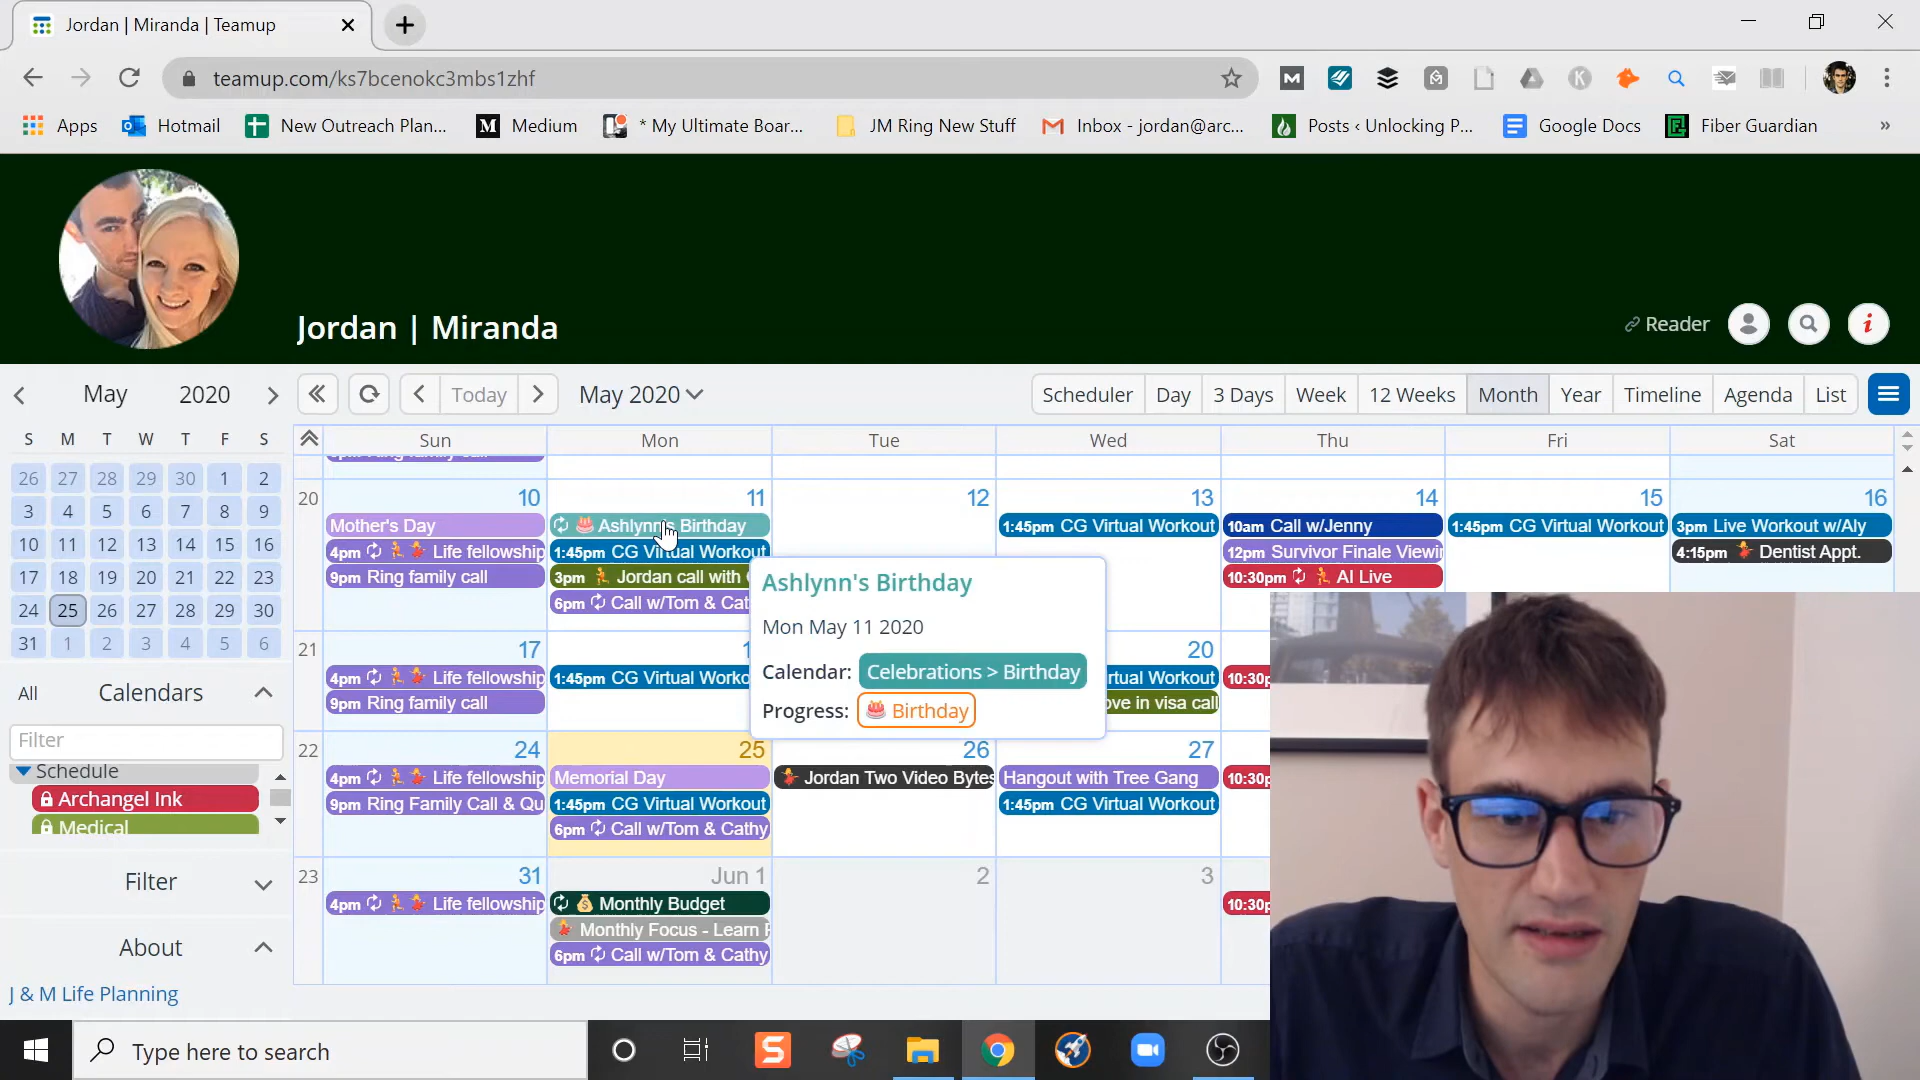 Jordan | Miranda | Teamup
teamup.com/ks7bcenokc3mbs1zhf
Apps Hotmail New Outreach Plan... Medium * My Ultimate Boar... JM Ring New Stuff Inbox - jordan@arc... Posts ‹ Unlocking P... Google Docs Fiber Guardian »
Jordan | Miranda
Reader
May 2020
Today May 2020
Scheduler Day 3 Days Week 12 Weeks Month Year Timeline Agenda List
S M T W T F S
26 27 28 29 30 1 2
3 4 5 6 7 8 9
10 11 12 13 14 15 16
17 18 19 20 21 22 23
24 25 26 27 28 29 30
31 1 2 3 4 5 6
All Calendars
Filter
Schedule
Archangel Ink
Medical
Filter
About
J & M Life Planning
Sun Mon Tue Wed Thu Fri Sat
20 10 11 12 13 14 15 16
Mother's Day
4pm Life fellowship
9pm Ring family call
Ashlynn's Birthday
1:45pm CG Virtual Workout
3pm Jordan call with
6pm Call w/Tom & Cat
1:45pm CG Virtual Workout
10am Call w/Jenny
12pm Survivor Finale Viewi
10:30pm AI Live
1:45pm CG Virtual Workout
3pm Live Workout w/Aly
4:15pm Dentist Appt.
Ashlynn's Birthday
Mon May 11 2020
Calendar: Celebrations > Birthday
Progress: Birthday
21 17 1 20
4pm Life fellowship
9pm Ring family call
1:45pm CG Virtual Worko
rtual Workout
ove in visa call
10:30p
22 24 25 26 27
4pm Life fellowship
9pm Ring Family Call & Qu
Memorial Day
1:45pm CG Virtual Workout
6pm Call w/Tom & Cathy
Jordan Two Video Bytes
Hangout with Tree Gang
1:45pm CG Virtual Workout
10:30p
23 31 Jun 1 2 3
4pm Life fellowship
Monthly Budget
Monthly Focus - Learn
6pm Call w/Tom & Cathy
10:30p
Type here to search